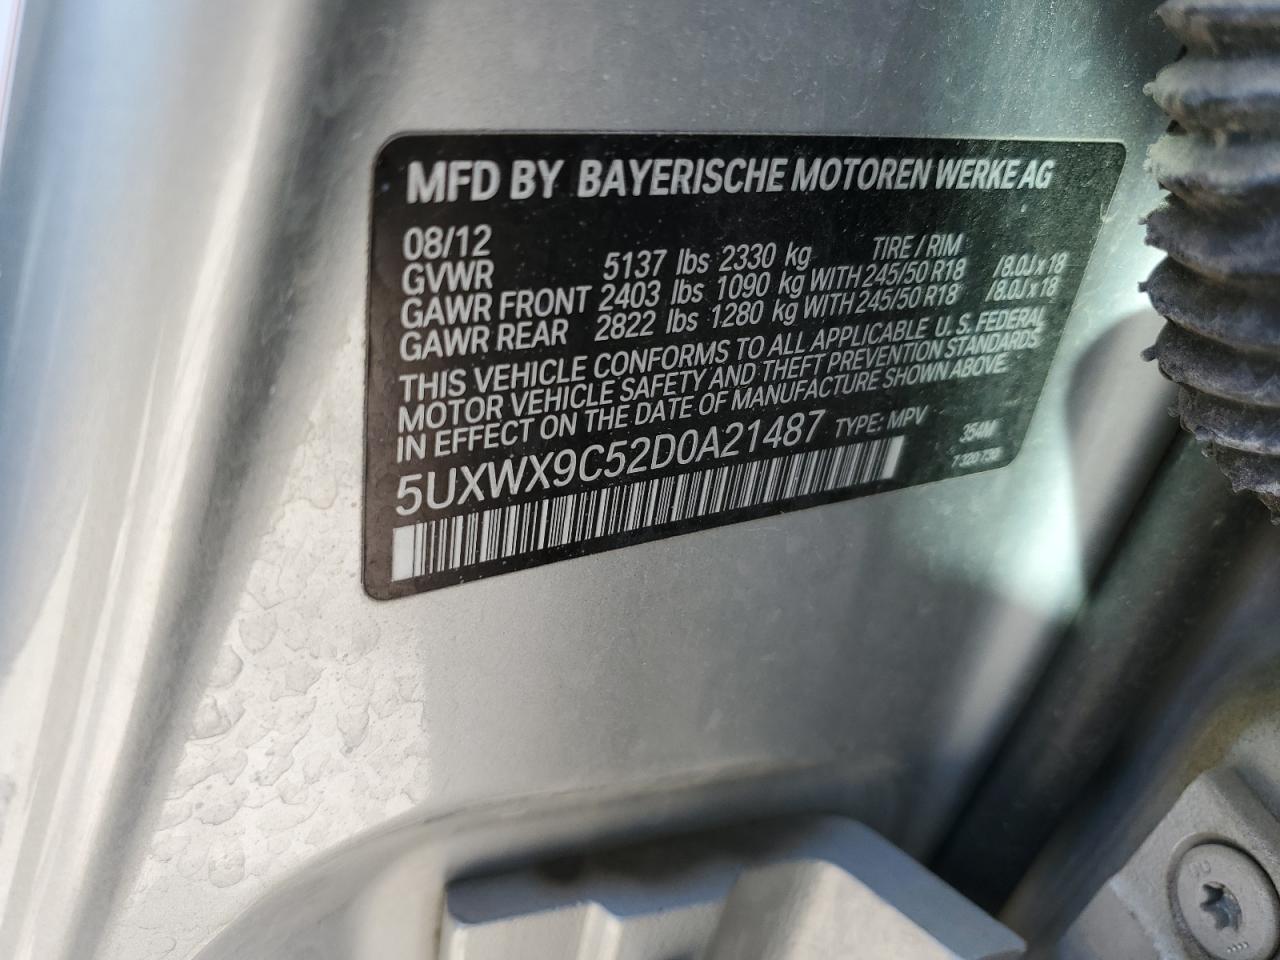 MFD BY BAYERISCHE MOTOREN WERKE AG
08/12 TIRE / RIM
GVWR 5137 lbs 2330 kg
GAWR FRONT 2403 lbs 1090 kg WITH 245/50 R18 /8.0J x 18
GAWR REAR 2822 lbs 1280 kg WITH 245/50 R18 /8.0J x 18
THIS VEHICLE CONFORMS TO ALL APPLICABLE U.S. FEDERAL
MOTOR VEHICLE SAFETY AND THEFT PREVENTION STANDARDS
IN EFFECT ON THE DATE OF MANUFACTURE SHOWN ABOVE.
5UXWX9C52D0A21487 TYPE: MPV 354M
7 320 730